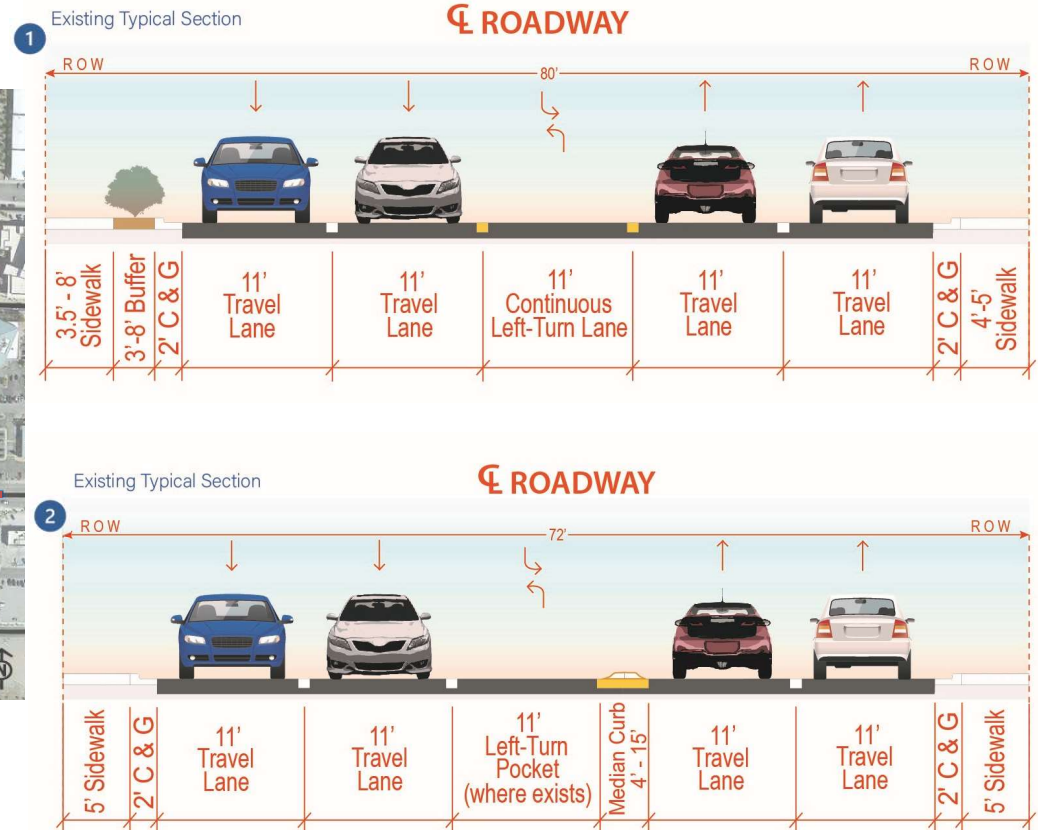 Existing Typical Section
℄ ROADWAY
1
ROW
80'
ROW
3.5' - 8'
Sidewalk
3'-8' Buffer
2' C & G
11'
Travel
Lane
11'
Travel
Lane
11'
Continuous
Left-Turn Lane
11'
Travel
Lane
11'
Travel
Lane
2' C & G
4'-5'
Sidewalk
Existing Typical Section
℄ ROADWAY
2
ROW
72'
ROW
5' Sidewalk
2' C & G
11'
Travel
Lane
11'
Travel
Lane
11'
Left-Turn
Pocket
(where exists)
Median Curb
4' - 15'
11'
Travel
Lane
11'
Travel
Lane
2' C & G
5' Sidewalk